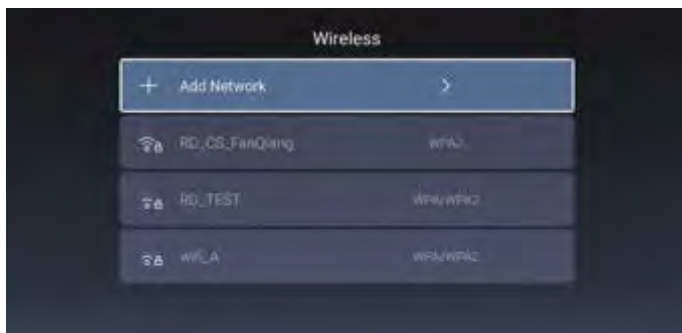 Wireless
Add Network
RD_CS_FanQiang WPA2
RD_TEST WPA/WPA2
wifi_A WPA/WPA2